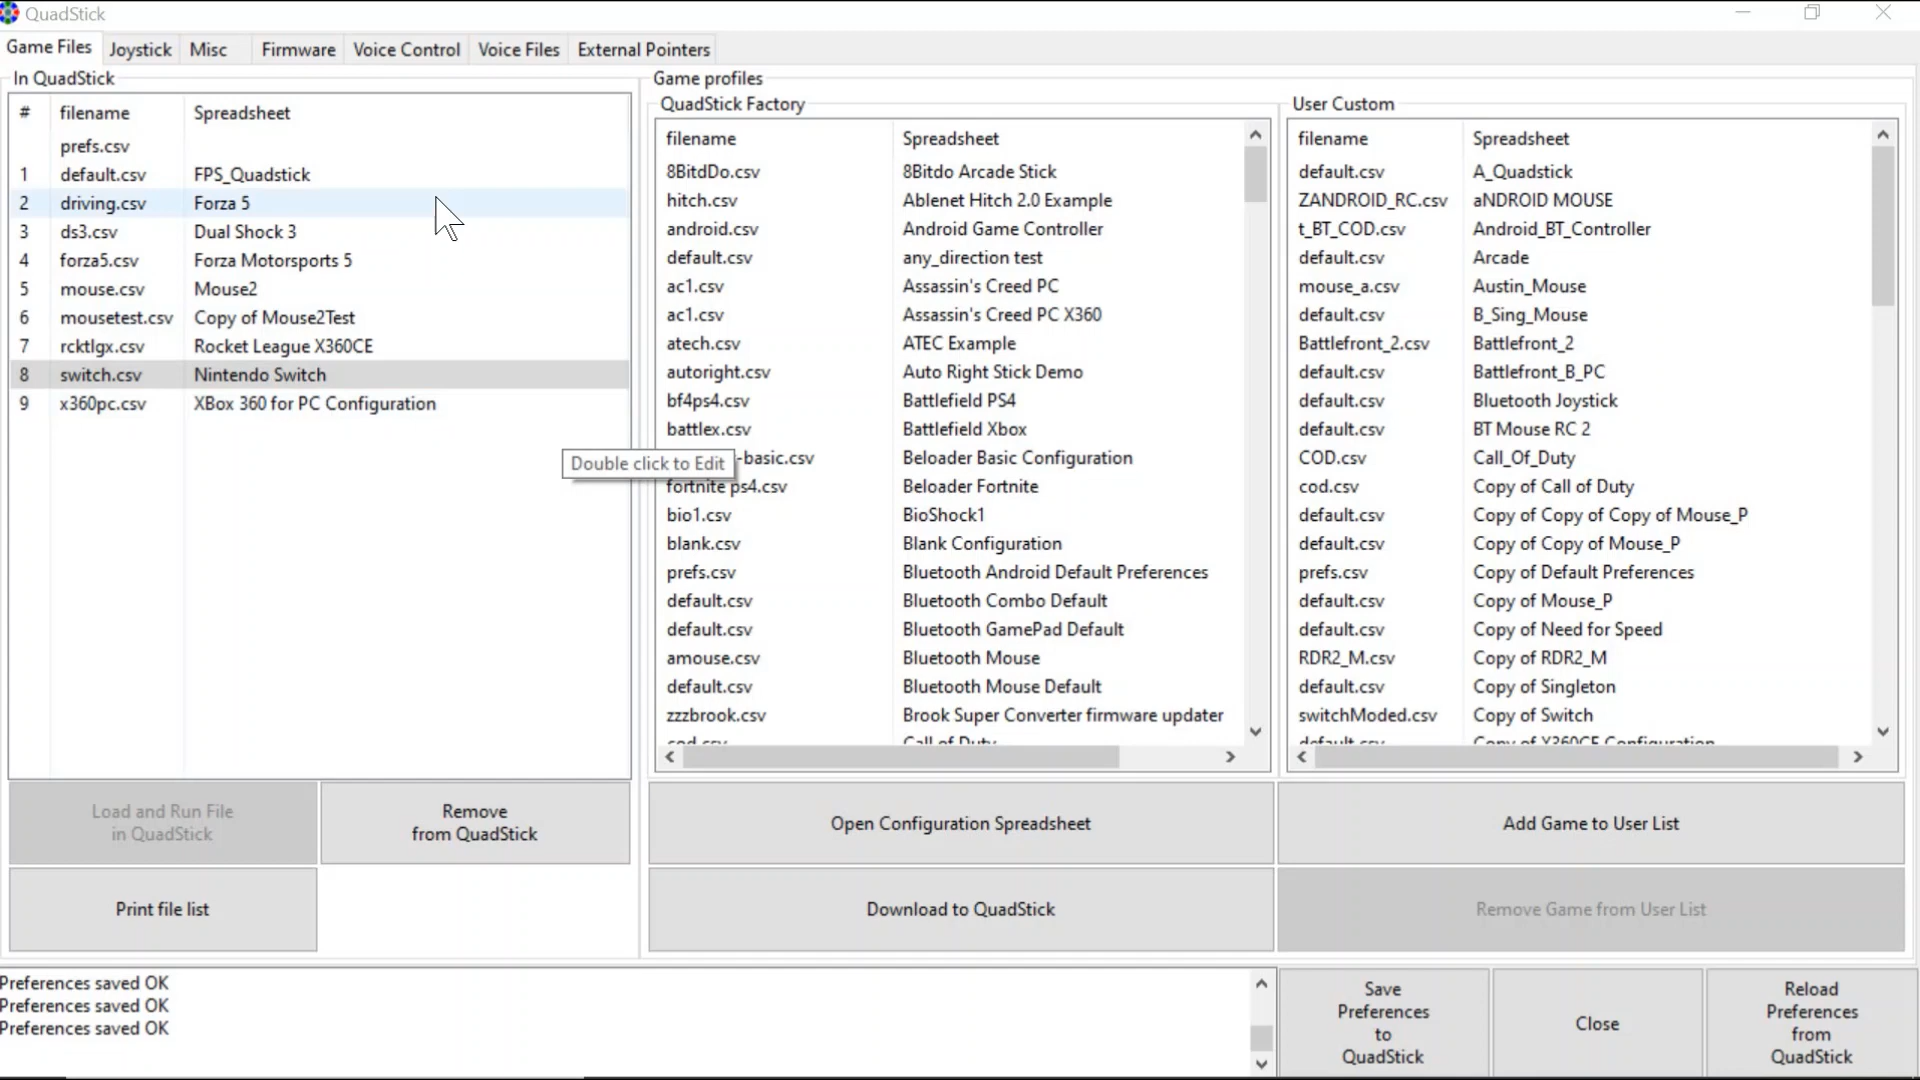 QuadStick
Game Files Joystick Misc Firmware Voice Control Voice Files External Pointers
In QuadStick
# filename Spreadsheet
prefs.csv
1 default.csv FPS_Quadstick
2 driving.csv Forza 5
3 ds3.csv Dual Shock 3
4 forza5.csv Forza Motorsports 5
5 mouse.csv Mouse2
6 mousetest.csv Copy of Mouse2Test
7 rcktlgx.csv Rocket League X360CE
8 switch.csv Nintendo Switch
9 x360pc.csv XBox 360 for PC Configuration
Double click to Edit
Load and Run File
in QuadStick
Remove
from QuadStick
Print file list
Game profiles
QuadStick Factory
filename Spreadsheet
8BitdDo.csv 8Bitdo Arcade Stick
hitch.csv Ablenet Hitch 2.0 Example
android.csv Android Game Controller
default.csv any_direction test
ac1.csv Assassin's Creed PC
ac1.csv Assassin's Creed PC X360
atech.csv ATEC Example
autoright.csv Auto Right Stick Demo
bf4ps4.csv Battlefield PS4
battlex.csv Battlefield Xbox
-basic.csv Beloader Basic Configuration
fortnite ps4.csv Beloader Fortnite
bio1.csv BioShock1
blank.csv Blank Configuration
prefs.csv Bluetooth Android Default Preferences
default.csv Bluetooth Combo Default
default.csv Bluetooth GamePad Default
amouse.csv Bluetooth Mouse
default.csv Bluetooth Mouse Default
zzzbrook.csv Brook Super Converter firmware updater
cod.csv Call of Duty
User Custom
filename Spreadsheet
default.csv A_Quadstick
ZANDROID_RC.csv aNDROID MOUSE
t_BT_COD.csv Android_BT_Controller
default.csv Arcade
mouse_a.csv Austin_Mouse
default.csv B_Sing_Mouse
Battlefront_2.csv Battlefront_2
default.csv Battlefront_B_PC
default.csv Bluetooth Joystick
default.csv BT Mouse RC 2
COD.csv Call_Of_Duty
cod.csv Copy of Call of Duty
default.csv Copy of Copy of Copy of Mouse_P
default.csv Copy of Copy of Mouse_P
prefs.csv Copy of Default Preferences
default.csv Copy of Mouse_P
default.csv Copy of Need for Speed
RDR2_M.csv Copy of RDR2_M
default.csv Copy of Singleton
switchModed.csv Copy of Switch
default.csv Copy of X360CE Configuration
Open Configuration Spreadsheet
Add Game to User List
Download to QuadStick
Remove Game from User List
Preferences saved OK
Preferences saved OK
Preferences saved OK
Save
Preferences
to
QuadStick
Close
Reload
Preferences
from
QuadStick